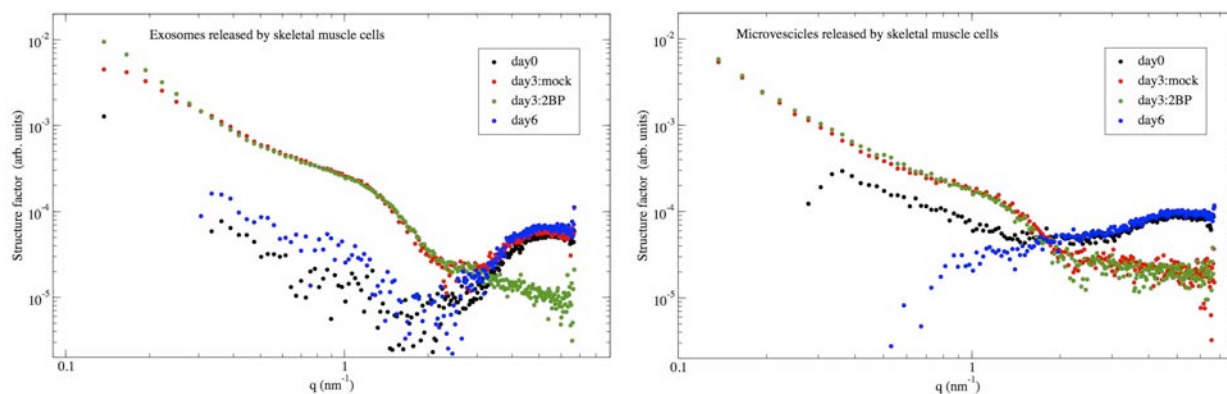 Exosomes released by skeletal muscle cells
day0
day3:mock
day3:2BP
day6
Structure factor (arb. units)
10-2
10-3
10-4
10-5
0.1
1
q (nm-1)
Microvescicles released by skeletal muscle cells
day0
day3:mock
day3:2BP
day6
Structure factor (arb. units)
10-2
10-3
10-4
10-5
0.1
1
q (nm-1)